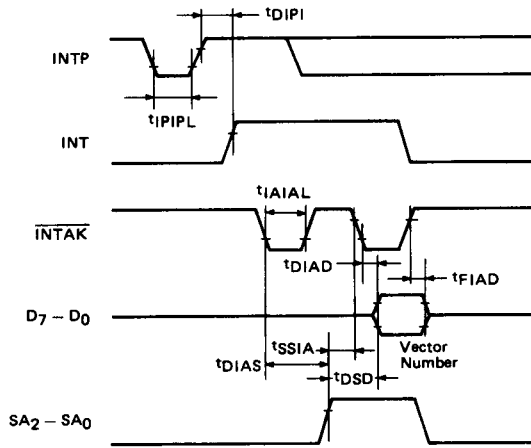 tDIPI
INTP
tIPIPL
INT
tIAIAL
INTAK
tDIAD
tFIAD
D7 – D0
Vector
Number
tSSIA
tDIAS
tDSD
SA2 – SA0